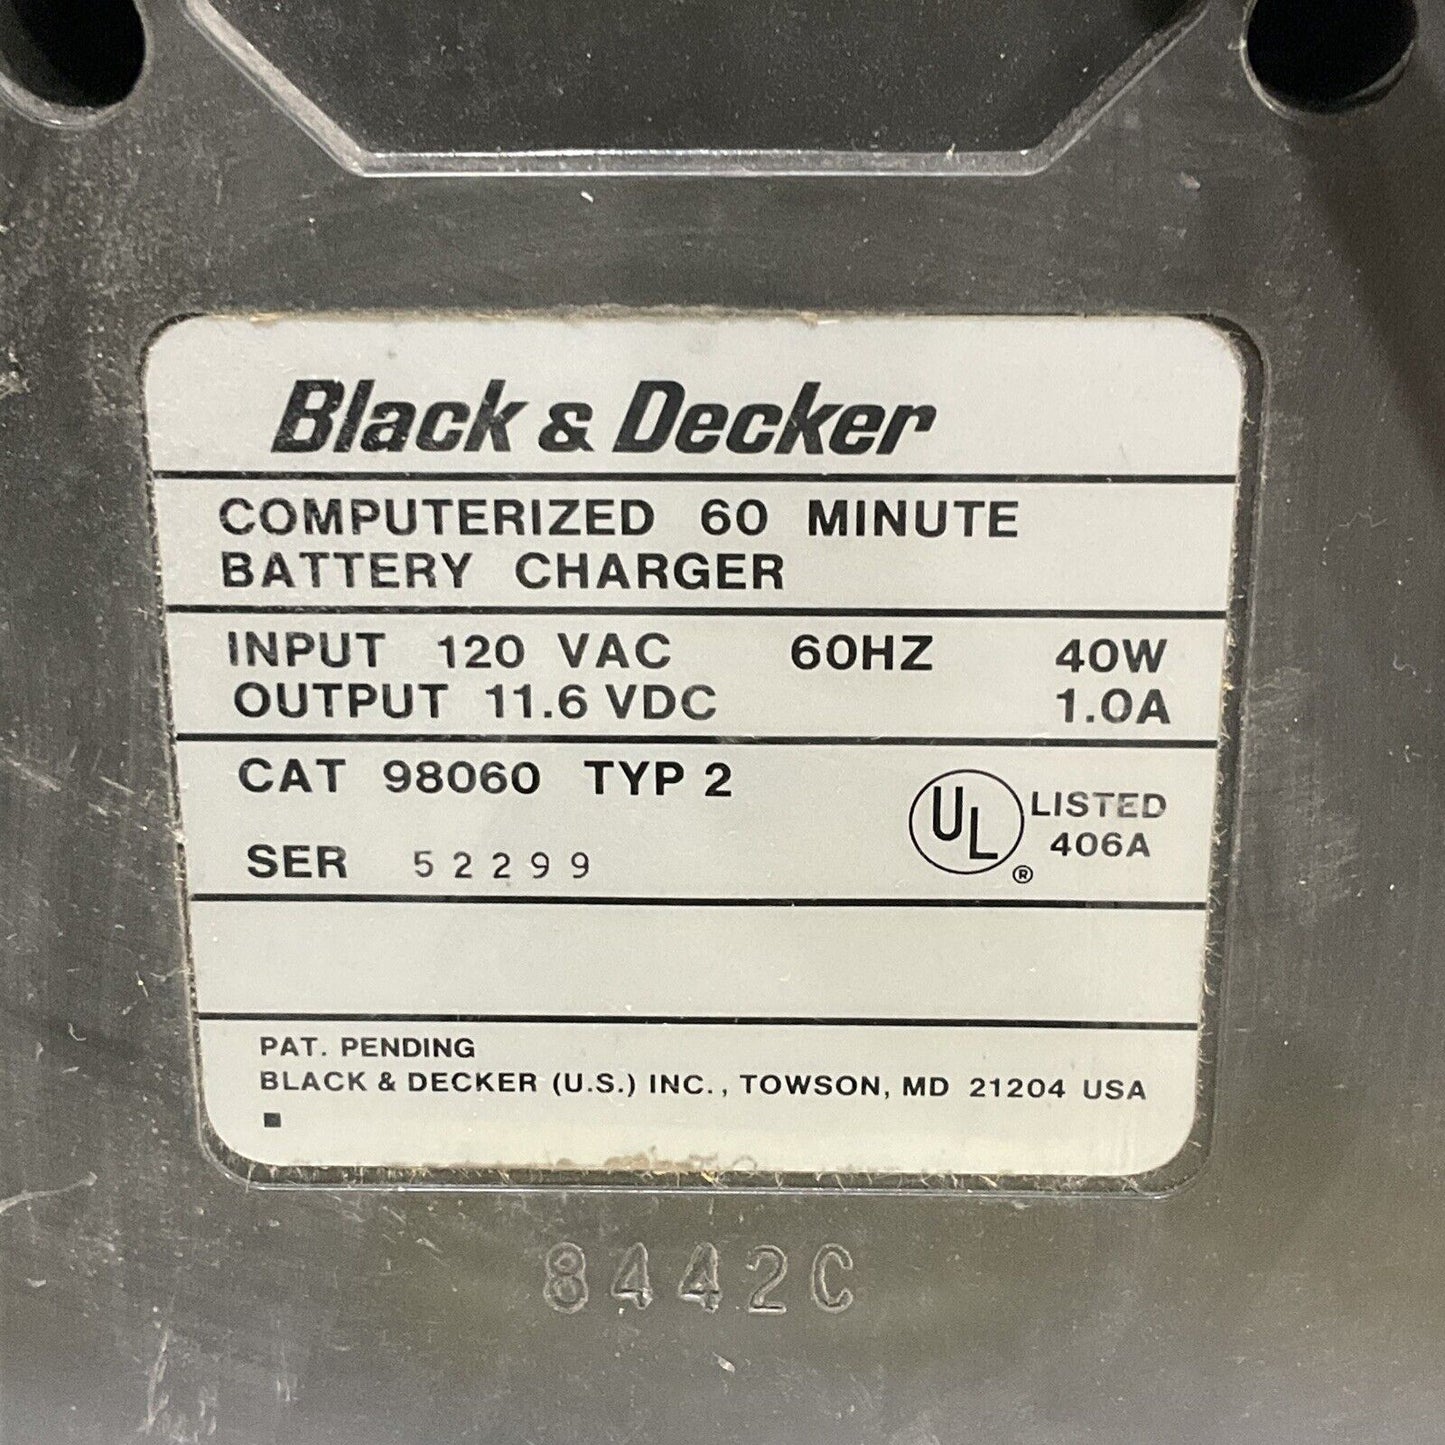 Black & Decker
COMPUTERIZED 60 MINUTE
BATTERY CHARGER
INPUT 120 VAC 60HZ 40W
OUTPUT 11.6 VDC 1.0A
CAT 98060 TYP 2
UL® LISTED
406A
SER 52299
PAT. PENDING
BLACK & DECKER (U.S.) INC., TOWSON, MD 21204 USA
8442C